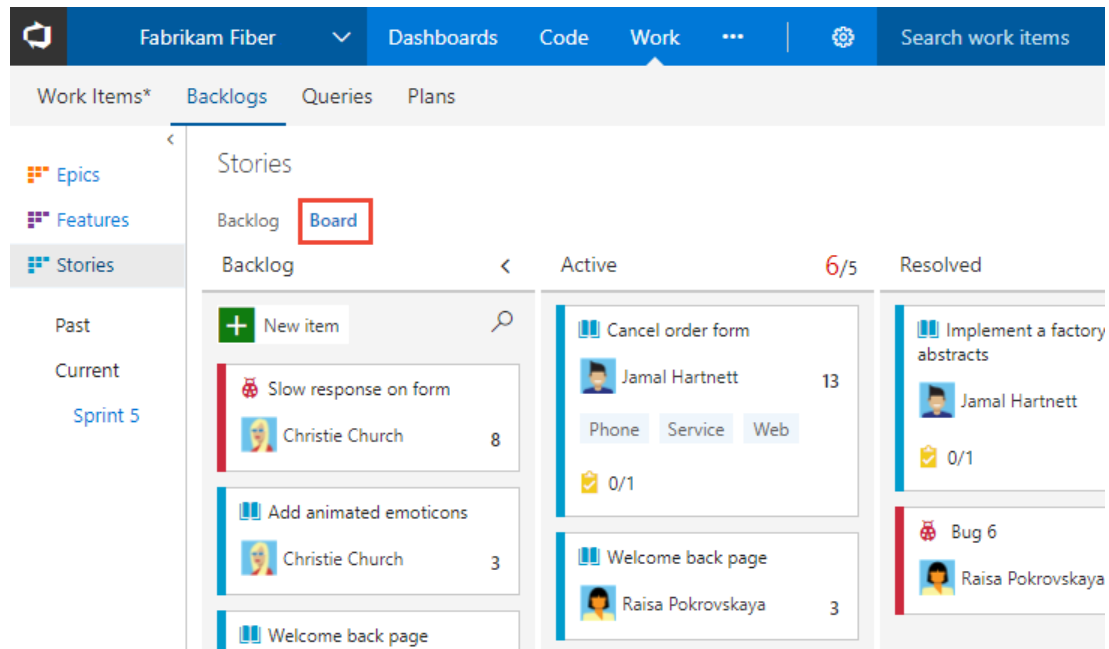 Fabrikam Fiber Dashboards Code Work ••• Search work items
Work Items* Backlogs Queries Plans
Epics
Features
Stories
Past
Current
Sprint 5
Stories
Backlog Board
Backlog
New item
Slow response on form
Christie Church 8
Add animated emoticons
Christie Church 3
Welcome back page
Active 6/5
Cancel order form
Jamal Hartnett 13
Phone Service Web
0/1
Welcome back page
Raisa Pokrovskaya 3
Resolved
Implement a factory
abstracts
Jamal Hartnett
0/1
Bug 6
Raisa Pokrovskaya